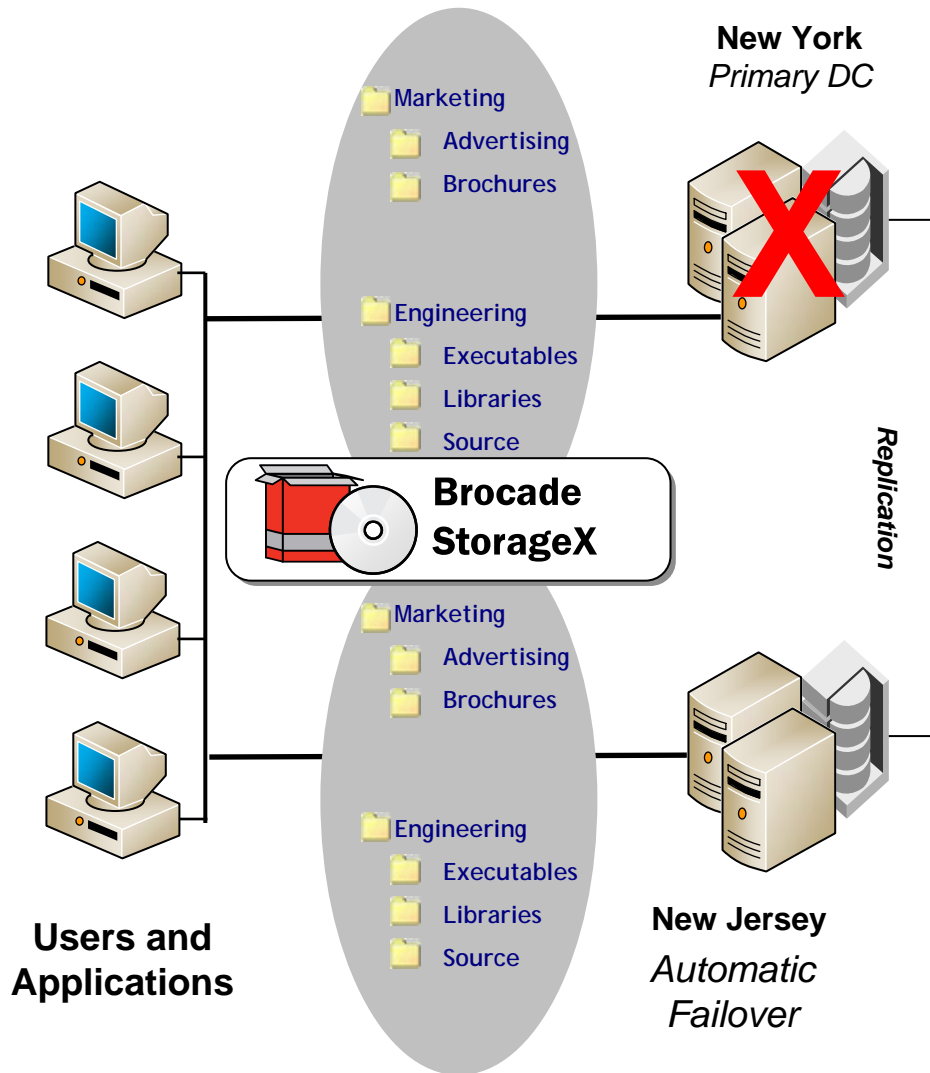 New York
Primary DC
Marketing
Advertising
Brochures
Engineering
Executables
Libraries
Source
X
Replication
Brocade
StorageX
Marketing
Advertising
Brochures
Engineering
Executables
Libraries
Source
Users and
Applications
New Jersey
Automatic
Failover